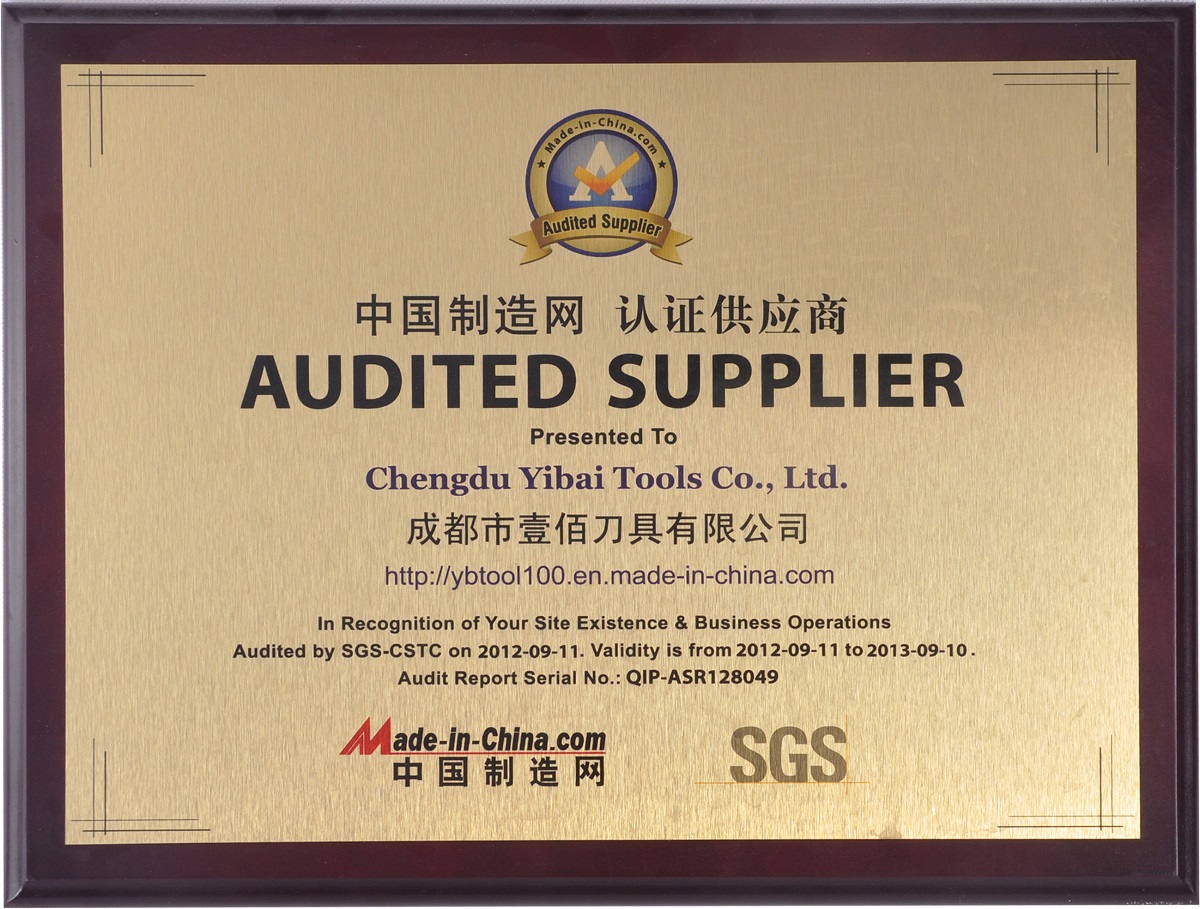 Made-in-China.com
A
Audited Supplier
中国制造网 认证供应商
AUDITED SUPPLIER
Presented To
Chengdu Yibai Tools Co., Ltd.
成都市壹佰刀具有限公司
http://ybtool100.en.made-in-china.com
In Recognition of Your Site Existence & Business Operations
Audited by SGS-CSTC on 2012-09-11. Validity is from 2012-09-11 to 2013-09-10 .
Audit Report Serial No.: QIP-ASR128049
Made-in-China.com
中国制造网
SGS